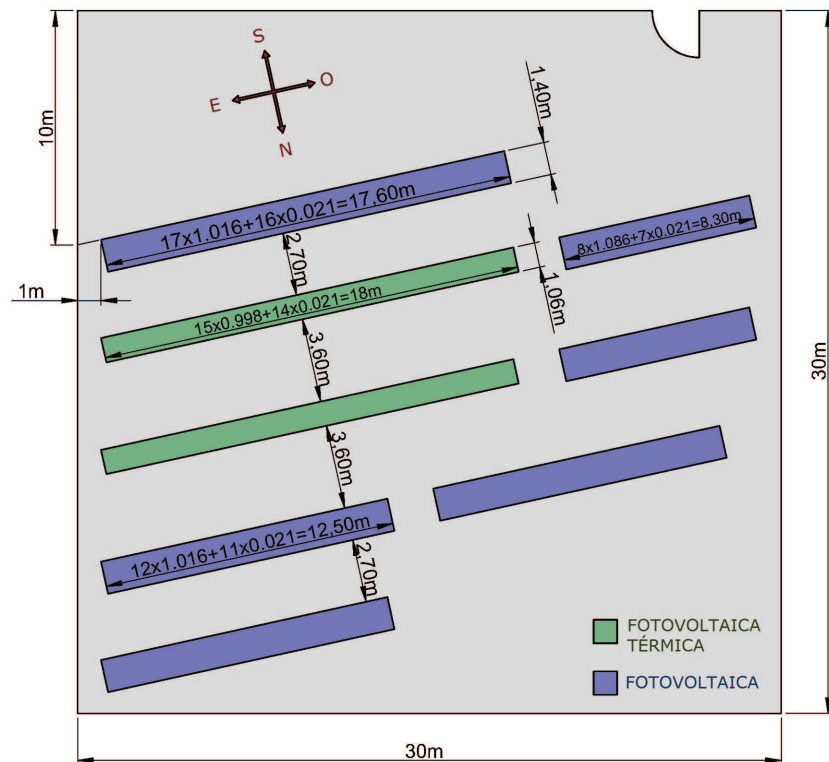 S
E
O
N
10m
1,40m
17x1.016+16x0.021=17,60m
8x1.086+7x0.021=8,30m
2,70m
1m
15x0.998+14x0.021=18m
1,06m
3,60m
30m
3,60m
12x1.016+11x0.021=12,50m
2,70m
FOTOVOLTAICA
TÉRMICA
FOTOVOLTAICA
30m